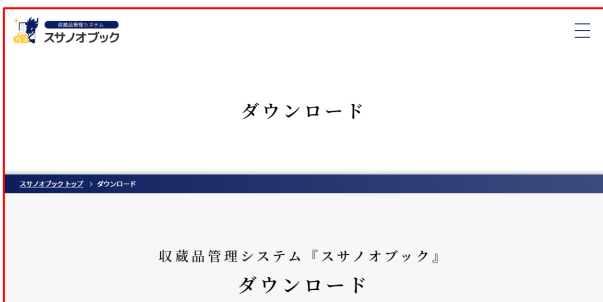 収蔵品管理システム
スサノオブック
ダウンロード
スサノオブックトップ > ダウンロード
収蔵品管理システム『スサノオブック』
ダウンロード